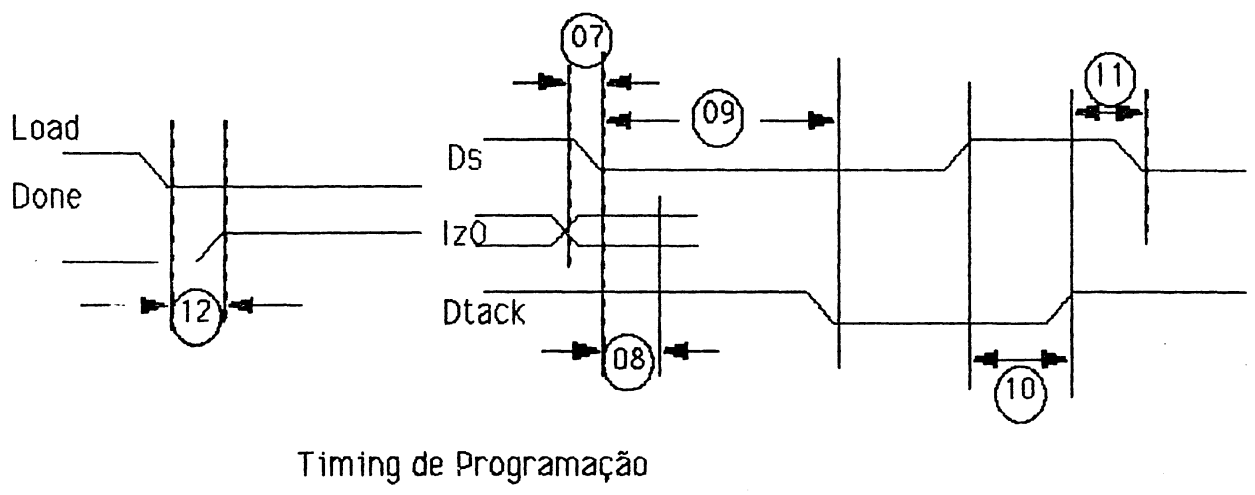 07
11
09
Load
Ds
Done
Iz0
12
Dtack
08
10
Timing de Programação